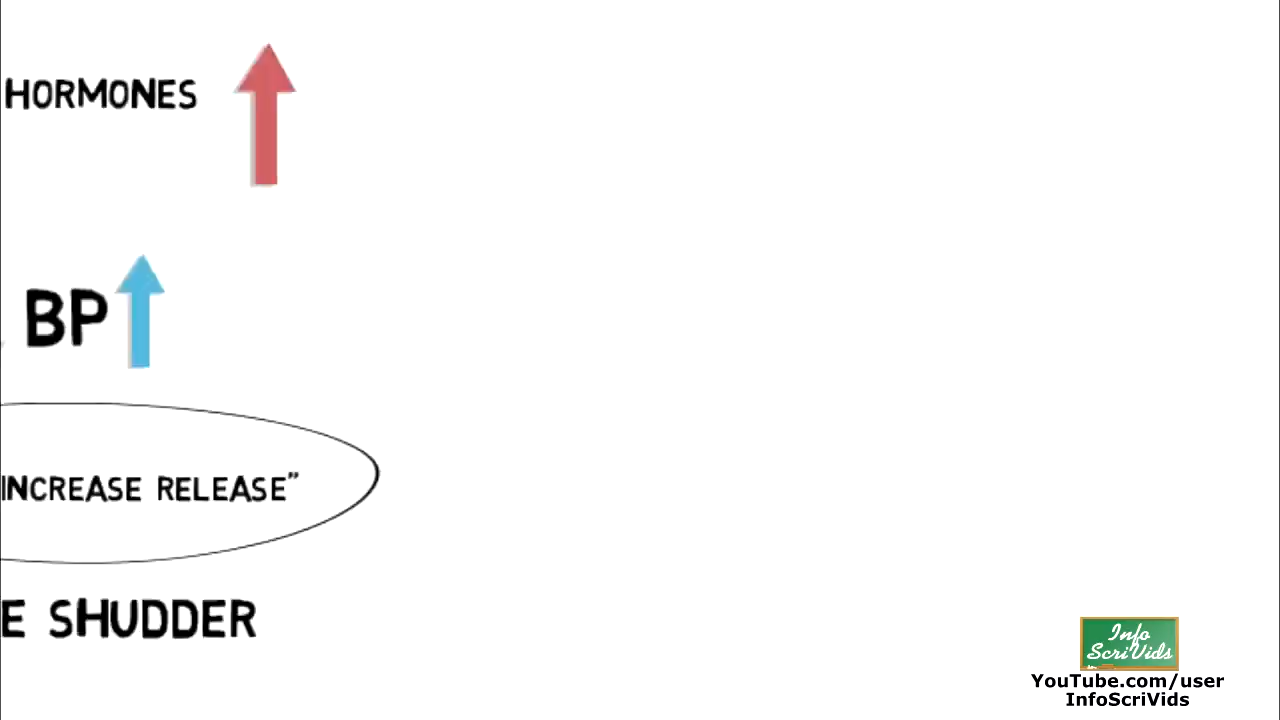 HORMONES
BP
INCREASE RELEASE”
E SHUDDER
Info
ScriVids
YouTube.com/user
InfoScriVids